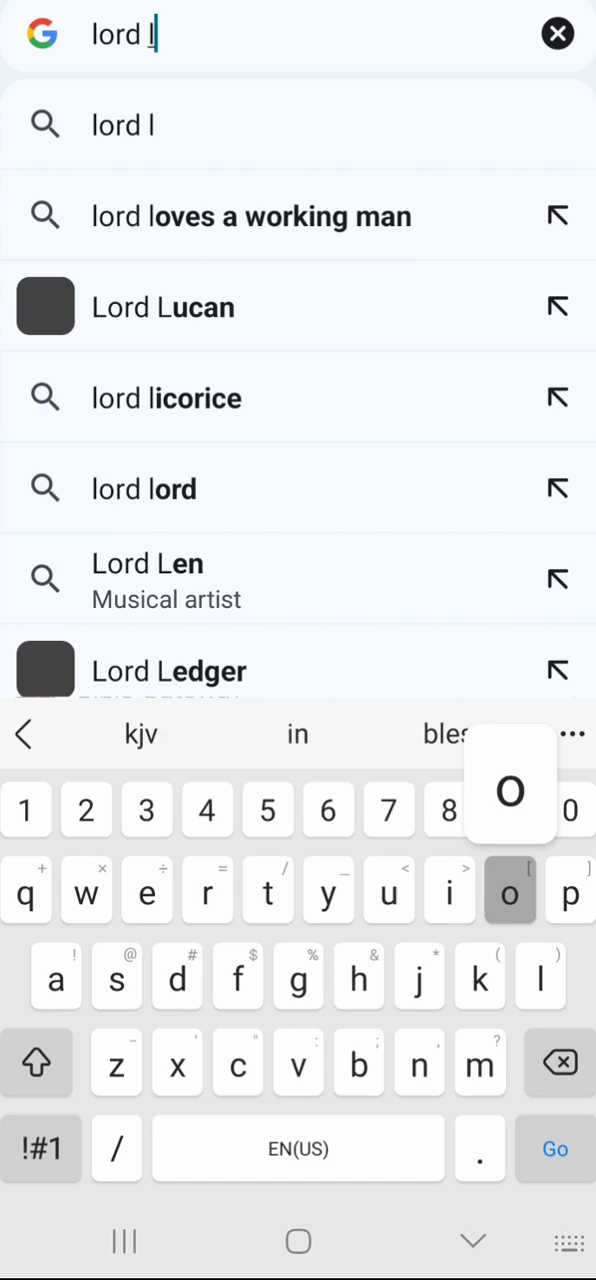 lord l
lord l
lord loves a working man
Lord Lucan
lord licorice
lord lord
Lord Len
Musical artist
Lord Ledger
kjv in bles
o
1 2 3 4 5 6 7 8 0
+ × ÷ = / _ < > [ ]
q w e r t y u i o p
! @ # $ % & * ( )
a s d f g h j k l
- ' " : ; , ?
z x c v b n m
!#1 / EN(US) . Go